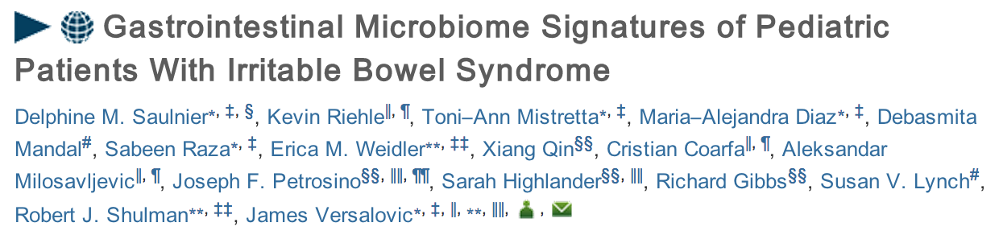 Gastrointestinal Microbiome Signatures of Pediatric
Patients With Irritable Bowel Syndrome
Delphine M. Saulnier*, ‡, §, Kevin Riehle‖, ¶, Toni–Ann Mistretta*, ‡, Maria–Alejandra Diaz*, ‡, Debasmita
Mandal#, Sabeen Raza*, ‡, Erica M. Weidler**, ‡‡, Xiang Qin§§, Cristian Coarfa‖, ¶, Aleksandar
Milosavljevic‖, ¶, Joseph F. Petrosino§§, ‖‖, ¶¶, Sarah Highlander§§, ‖‖, Richard Gibbs§§, Susan V. Lynch#,
Robert J. Shulman**, ‡‡, James Versalovic*, ‡, ‖, **, ‖‖,  ,